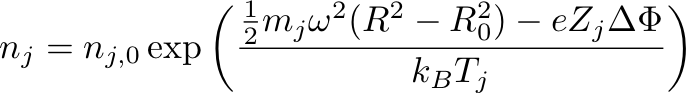 n_j = n_{j,0} \exp\left(\frac{\frac{1}{2}m_j\omega^2(R^2 - R_0^2) - eZ_j\Delta\Phi}{k_B T_j}\right)